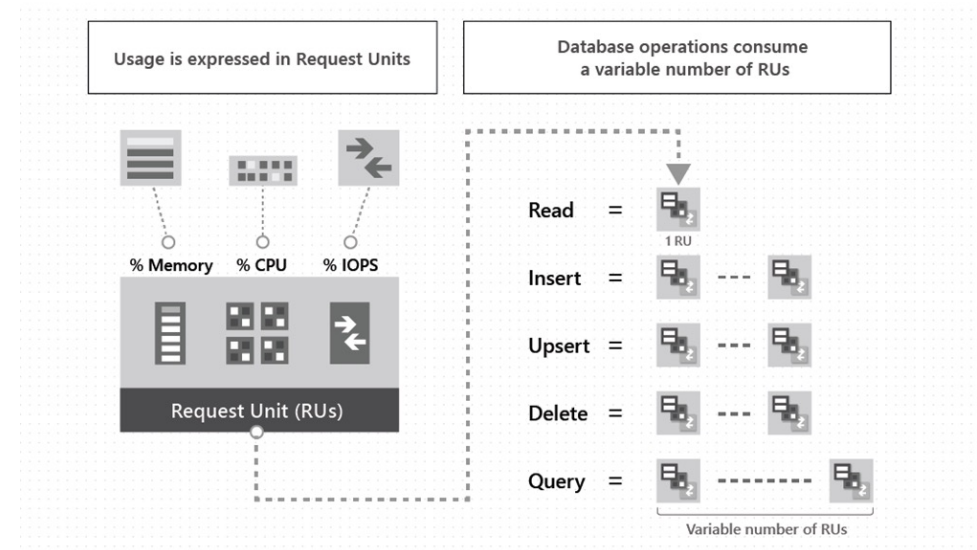 Usage is expressed in Request Units
Database operations consume
a variable number of RUs
% Memory
% CPU
% IOPS
Request Unit (RUs)
Read =
1 RU
Insert =
Upsert =
Delete =
Query =
Variable number of RUs